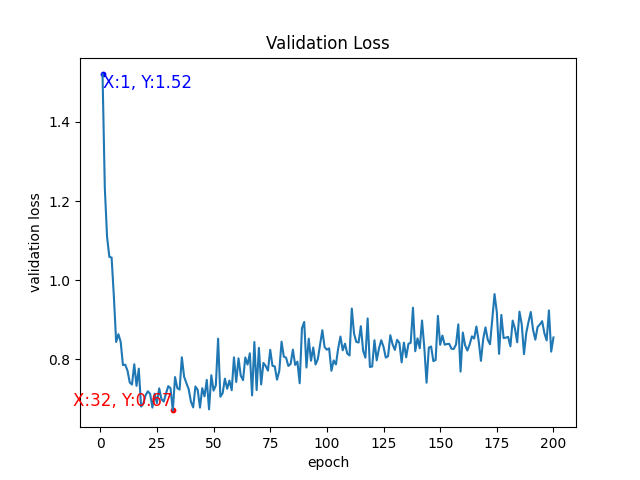 Validation Loss
X:1, Y:1.52
1.4
1.2
1.0
0.8
validation loss
X:32, Y:0.67
0 25 50 75 100 125 150 175 200
epoch